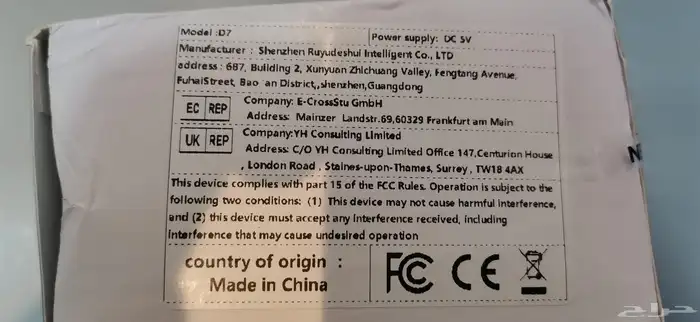 Model :D7
Power supply: DC 5V
Manufacturer : Shenzhen Ruyudeshui Intelligent Co., LTD
address : 6B7, Building 2, Xunyuan Zhichuang Valley, Fengtang Avenue,
FuhaiStreet, Bao 'an District,,shenzhen,Guangdong
EC REP
Company: E-CrossStu GmbH
Address: Mainzer Landstr.69,60329 Frankfurt am Main
UK REP
Company:YH Consulting Limited
Address: C/O YH Consulting Limited Office 147,Centurion House
, London Road , Staines-upon-Thames, Surrey , TW18 4AX
This device complies with part 15 of the FCC Rules. Operation is subject to the
following two conditions: (1) This device may not cause harmful interference,
and (2) this device must accept any interference received, including
interference that may cause undesired operation
country of origin :
Made in China
FC CE
حراج